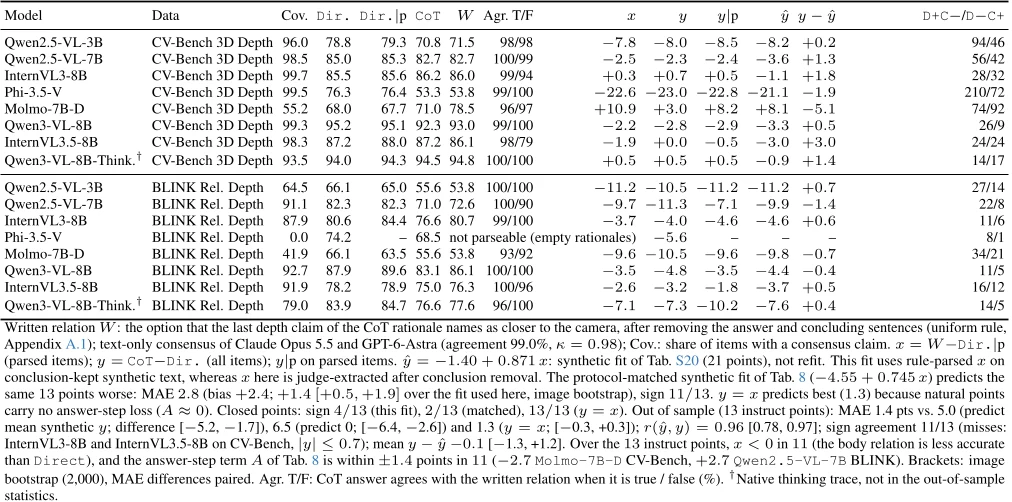 Model Data Cov. Dir. Dir.|p CoT W Agr. T/F x y y|p ŷ y − ŷ D+C−/D−C+
Qwen2.5-VL-3B CV-Bench 3D Depth 96.0 78.8 79.3 70.8 71.5 98/98 −7.8 −8.0 −8.5 −8.2 +0.2 94/46
Qwen2.5-VL-7B CV-Bench 3D Depth 98.5 85.0 85.3 82.7 82.7 100/99 −2.5 −2.3 −2.4 −3.6 +1.3 56/42
InternVL3-8B CV-Bench 3D Depth 99.7 85.5 85.6 86.2 86.0 99/94 +0.3 +0.7 +0.5 −1.1 +1.8 28/32
Phi-3.5-V CV-Bench 3D Depth 99.5 76.3 76.4 53.3 53.8 99/100 −22.6 −23.0 −22.8 −21.1 −1.9 210/72
Molmo-7B-D CV-Bench 3D Depth 55.2 68.0 67.7 71.0 78.5 96/97 +10.9 +3.0 +8.2 +8.1 −5.1 74/92
Qwen3-VL-8B CV-Bench 3D Depth 99.3 95.2 95.1 92.3 93.0 99/100 −2.2 −2.8 −2.9 −3.3 +0.5 26/9
InternVL3.5-8B CV-Bench 3D Depth 98.3 87.2 88.0 87.2 86.1 98/79 −1.9 +0.0 −0.5 −3.0 +3.0 24/24
Qwen3-VL-8B-Think.† CV-Bench 3D Depth 93.5 94.0 94.3 94.5 94.8 100/100 +0.5 +0.5 +0.5 −0.9 +1.4 14/17
Qwen2.5-VL-3B BLINK Rel. Depth 64.5 66.1 65.0 55.6 53.8 100/100 −11.2 −10.5 −11.2 −11.2 +0.7 27/14
Qwen2.5-VL-7B BLINK Rel. Depth 91.1 82.3 82.3 71.0 72.6 100/90 −9.7 −11.3 −7.1 −9.9 −1.4 22/8
InternVL3-8B BLINK Rel. Depth 87.9 80.6 84.4 76.6 80.7 99/100 −3.7 −4.0 −4.6 −4.6 +0.6 11/6
Phi-3.5-V BLINK Rel. Depth 0.0 74.2 – 68.5 not parseable (empty rationales) −5.6 – – – 8/1
Molmo-7B-D BLINK Rel. Depth 41.9 66.1 63.5 55.6 53.8 93/92 −9.6 −10.5 −9.6 −9.8 −0.7 34/21
Qwen3-VL-8B BLINK Rel. Depth 92.7 87.9 89.6 83.1 86.1 100/100 −3.5 −4.8 −3.5 −4.4 −0.4 11/5
InternVL3.5-8B BLINK Rel. Depth 91.9 78.2 78.9 75.0 76.3 100/96 −2.6 −3.2 −1.8 −3.7 +0.5 16/12
Qwen3-VL-8B-Think.† BLINK Rel. Depth 79.0 83.9 84.7 76.6 77.6 96/100 −7.1 −7.3 −10.2 −7.6 +0.4 14/5
Written relation W: the option that the last depth claim of the CoT rationale names as closer to the camera, after removing the answer and concluding sentences (uniform rule,
Appendix A.1); text-only consensus of Claude Opus 5.5 and GPT-6-Astra (agreement 99.0%, κ = 0.98); Cov.: share of items with a consensus claim. x = W−Dir.|p
(parsed items); y = CoT−Dir. (all items); y|p on parsed items. ŷ = −1.40 + 0.871 x: synthetic fit of Tab. S20 (21 points), not refit. This fit uses rule-parsed x on
conclusion-kept synthetic text, whereas x here is judge-extracted after conclusion removal. The protocol-matched synthetic fit of Tab. 8 (−4.55 + 0.745 x) predicts the
same 13 points worse: MAE 2.8 (bias +2.4; +1.4 [+0.5, +1.9] over the fit used here, image bootstrap), sign 11/13. y = x predicts best (1.3) because natural points
carry no answer-step loss (A ≈ 0). Closed points: sign 4/13 (this fit), 2/13 (matched), 13/13 (y = x). Out of sample (13 instruct points): MAE 1.4 pts vs. 5.0 (predict
mean synthetic y; difference [−5.2, −1.7]), 6.5 (predict 0; [−6.4, −2.6]) and 1.3 (y = x; [−0.3, +0.3]); r(ŷ, y) = 0.96 [0.78, 0.97]; sign agreement 11/13 (misses:
InternVL3-8B and InternVL3.5-8B on CV-Bench, |y| ≤ 0.7); mean y − ŷ −0.1 [−1.3, +1.2]. Over the 13 instruct points, x < 0 in 11 (the body relation is less accurate
than Direct), and the answer-step term A of Tab. 8 is within ±1.4 points in 11 (−2.7 Molmo-7B-D CV-Bench, +2.7 Qwen2.5-VL-7B BLINK). Brackets: image
bootstrap (2,000), MAE differences paired. Agr. T/F: CoT answer agrees with the written relation when it is true / false (%). †Native thinking trace, not in the out-of-sample
statistics.